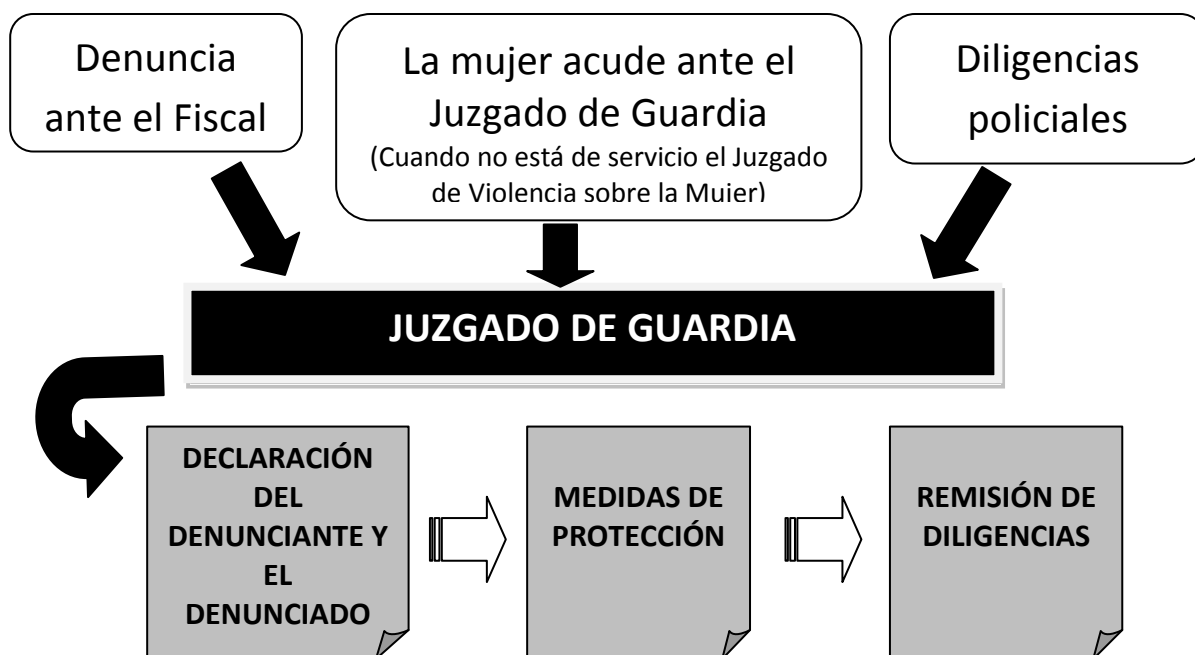 Denuncia
ante el Fiscal
La mujer acude ante el
Juzgado de Guardia
(Cuando no está de servicio el Juzgado
de Violencia sobre la Mujer)
Diligencias
policiales
JUZGADO DE GUARDIA
DECLARACIÓN
DEL
DENUNCIANTE Y
EL
DENUNCIADO
MEDIDAS DE
PROTECCIÓN
REMISIÓN DE
DILIGENCIAS